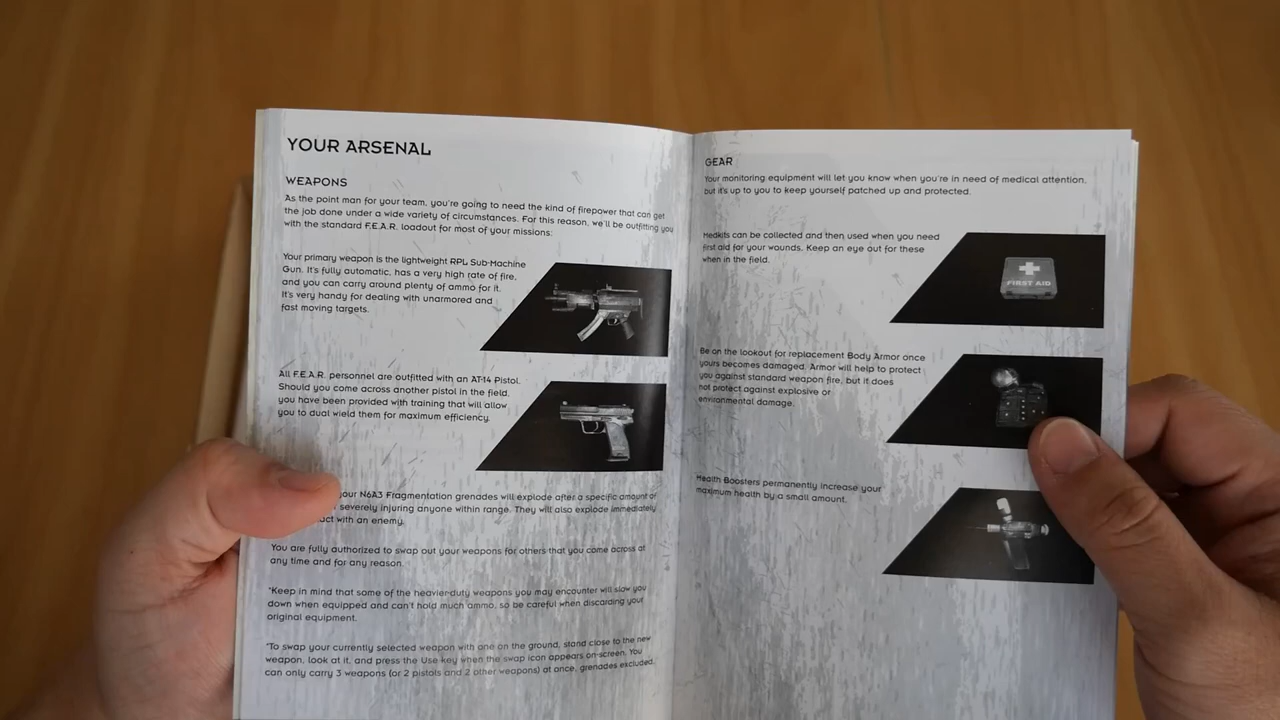 YOUR ARSENAL
WEAPONS
As the point man for your team, you're going to need the kind of firepower that can get
the job done under a wide variety of circumstances. For this reason, we'll be outfitting you
with the standard F.E.A.R. loadout for most of your missions:
Your primary weapon is the lightweight RPL Sub-Machine
Gun. It's fully automatic, has a very high rate of fire,
and you can carry around plenty of ammo for it.
It's very handy for dealing with unarmored and
fast moving targets.
All F.E.A.R. personnel are outfitted with an AT-14 Pistol.
Should you come across another pistol in the field,
you have been provided with training that will allow
you to dual wield them for maximum efficiency.
your N6A3 Fragmentation grenades will explode after a specific amount of
severely injuring anyone within range. They will also explode immediately
with an enemy.
You are fully authorized to swap out your weapons for others that you come across at
any time and for any reason.
*Keep in mind that some of the heavier-duty weapons you may encounter will slow you
down when equipped and can't hold much ammo, so be careful when discarding your
original equipment.
*To swap your currently selected weapon with one on the ground, stand close to the new
weapon, look at it, and press the Use key when the swap icon appears on-screen. You
can only carry 3 weapons (or 2 pistols and 2 other weapons) at once, grenades excluded.
GEAR
Your monitoring equipment will let you know when you're in need of medical attention,
but it's up to you to keep yourself patched up and protected.
Medkits can be collected and then used when you need
first aid for your wounds. Keep an eye out for these
when in the field.
FIRST AID
Be on the lookout for replacement Body Armor once
yours becomes damaged. Armor will help to protect
you against standard weapon fire, but it does
not protect against explosive or
environmental damage.
Health Boosters permanently increase your
maximum health by a small amount.